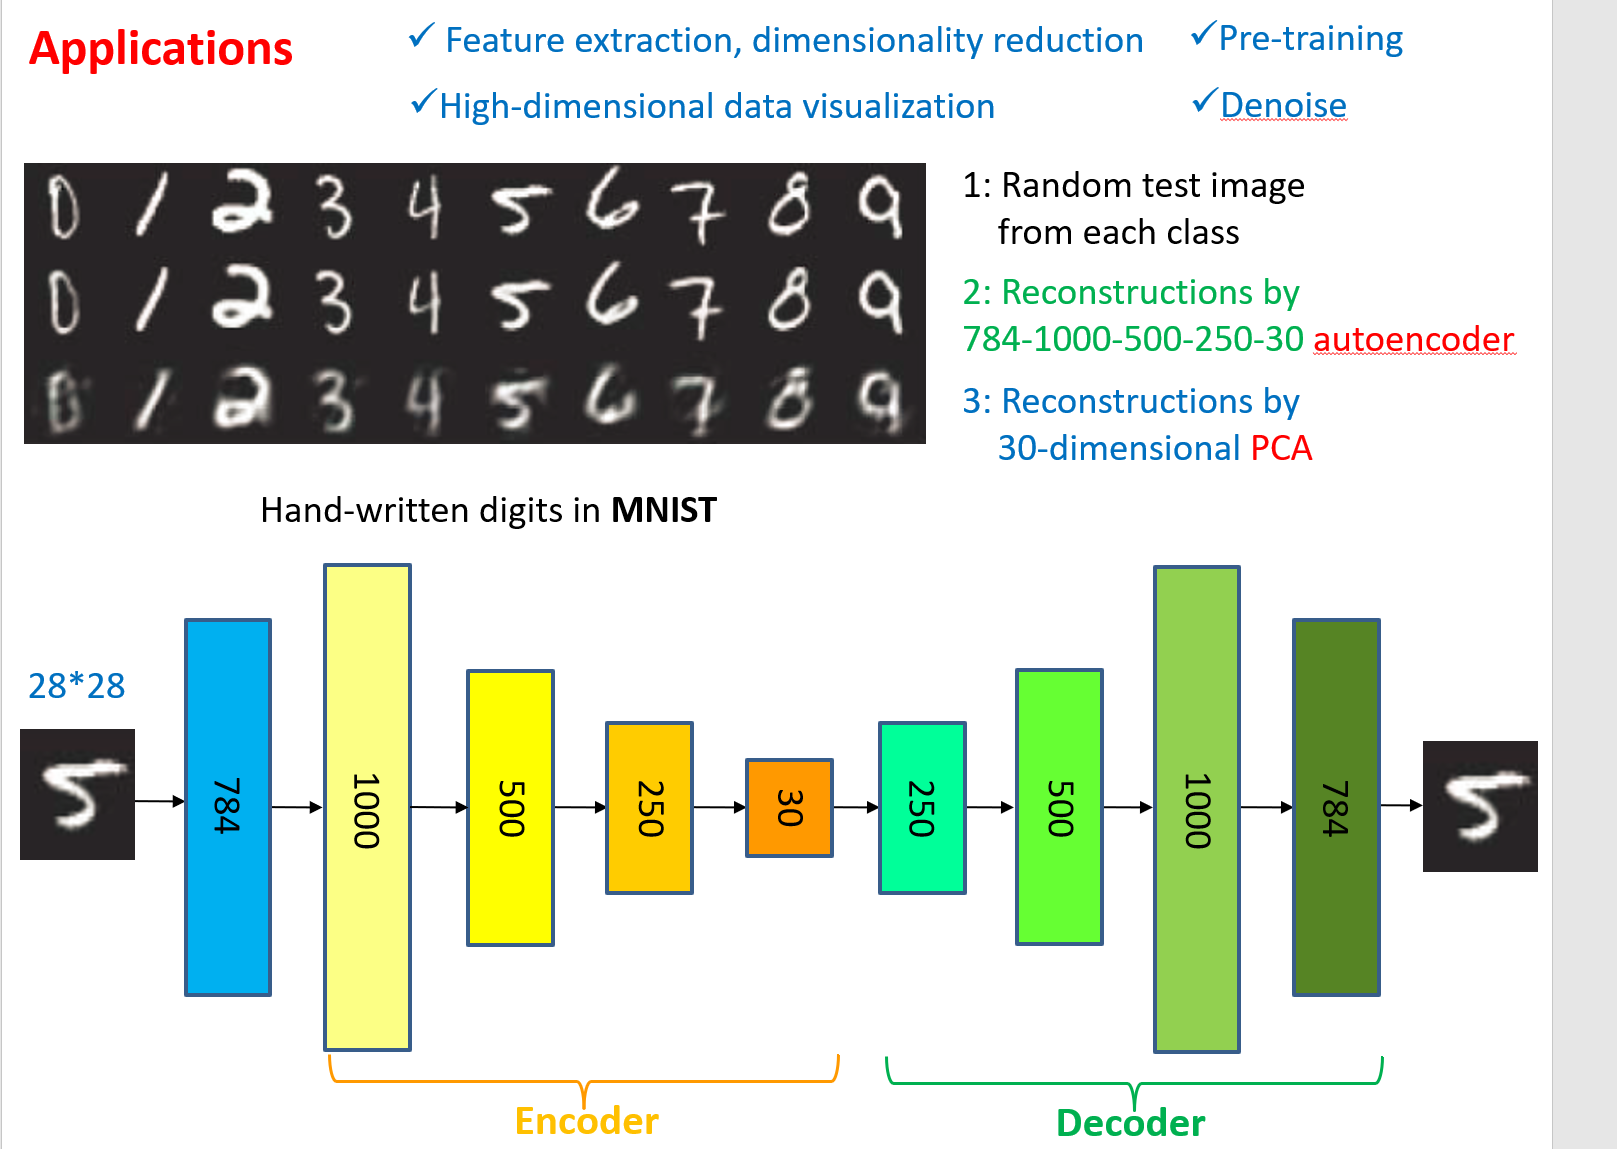 Applications
✓ Feature extraction, dimensionality reduction
✓Pre-training
✓High-dimensional data visualization
✓Denoise
0 1 2 3 4 5 6 7 8 9
0 1 2 3 4 5 6 7 8 9
0 1 2 3 4 5 6 7 8 9
1: Random test image
from each class
2: Reconstructions by
784-1000-500-250-30 autoencoder
3: Reconstructions by
30-dimensional PCA
Hand-written digits in MNIST
28*28
5
784
1000
500
250
30
250
500
1000
784
5
Encoder
Decoder